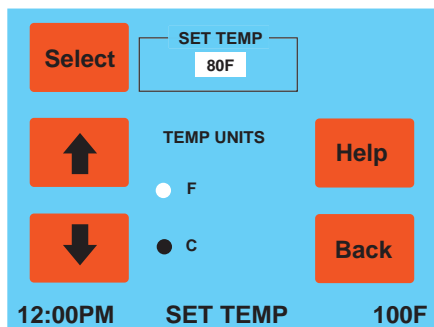 Select
SET TEMP
80F
TEMP UNITS
F
C
Help
Back
12:00PM SET TEMP 100F